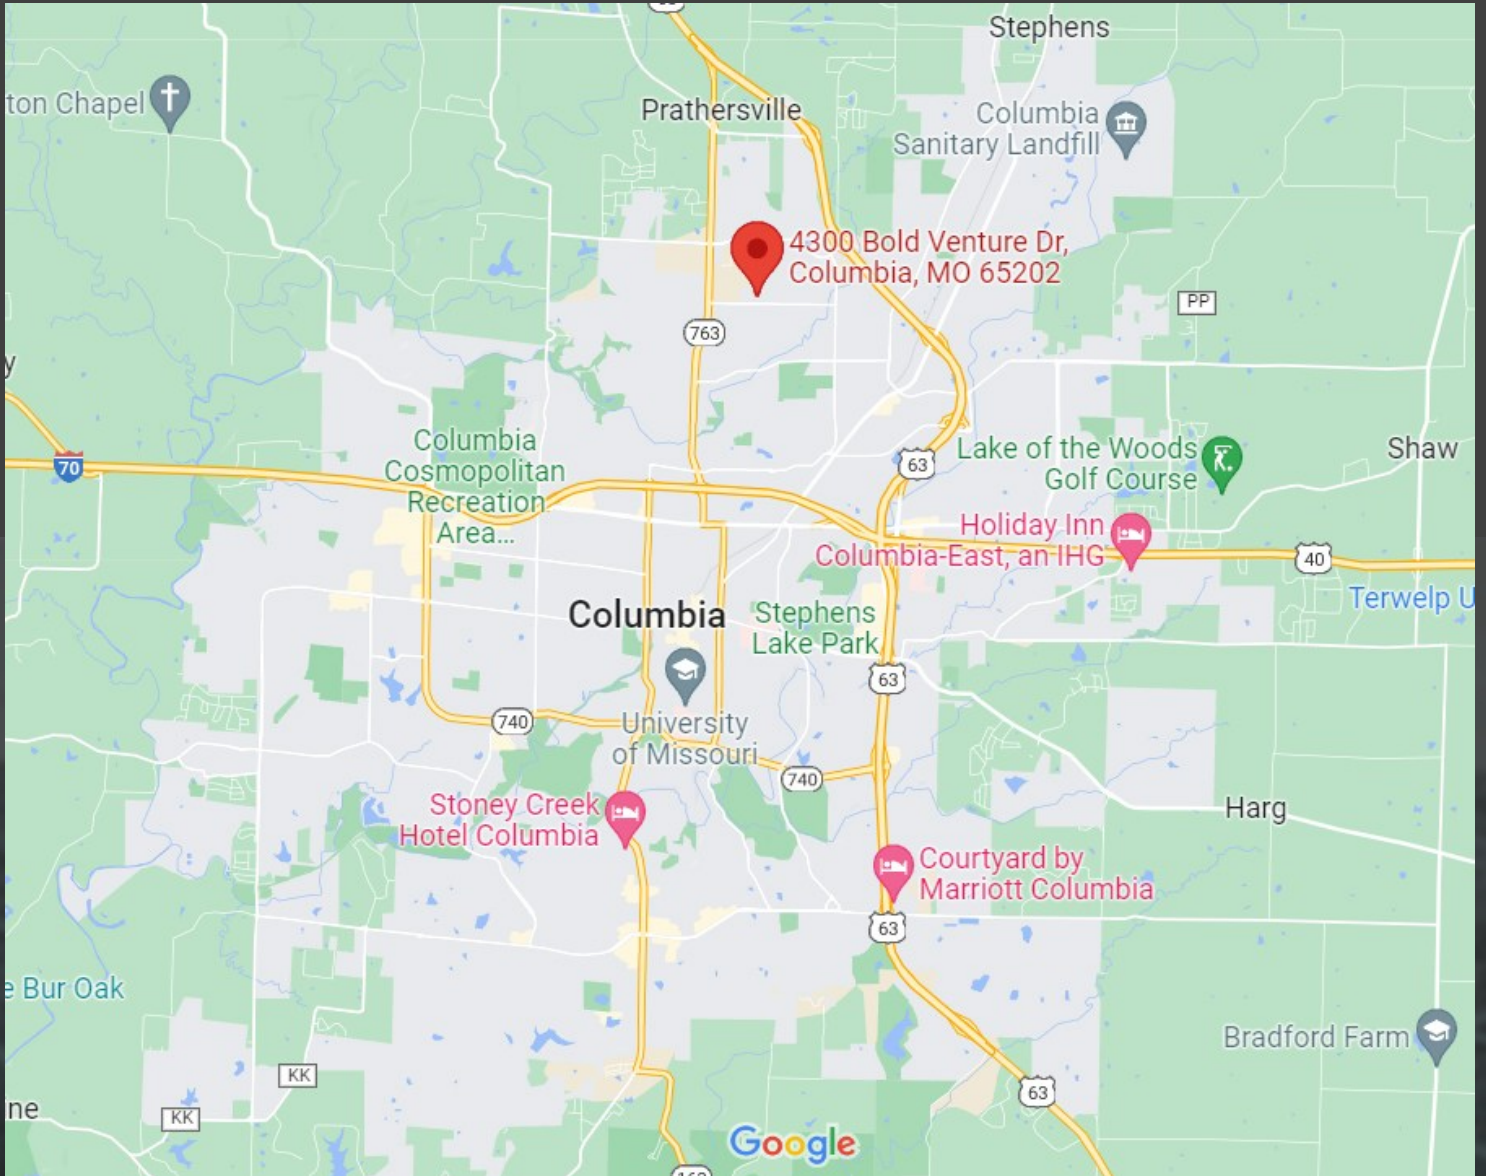 Stephens
ton Chapel
Prathersville
Columbia
Sanitary Landfill
4300 Bold Venture Dr,
Columbia, MO 65202
PP
763
y
Columbia
Cosmopolitan
Recreation
Area...
70
63
Lake of the Woods
Golf Course
Shaw
Holiday Inn
Columbia-East, an IHG
40
Terwelp U
Columbia
Stephens
Lake Park
63
740
University
of Missouri
740
Stoney Creek
Hotel Columbia
Harg
Courtyard by
Marriott Columbia
63
e Bur Oak
Bradford Farm
KK
63
ne
KK
Google